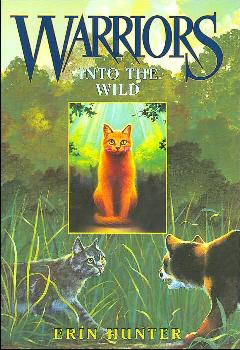 WARRIORS
INTO THE
WILD
ERIN HUNTER